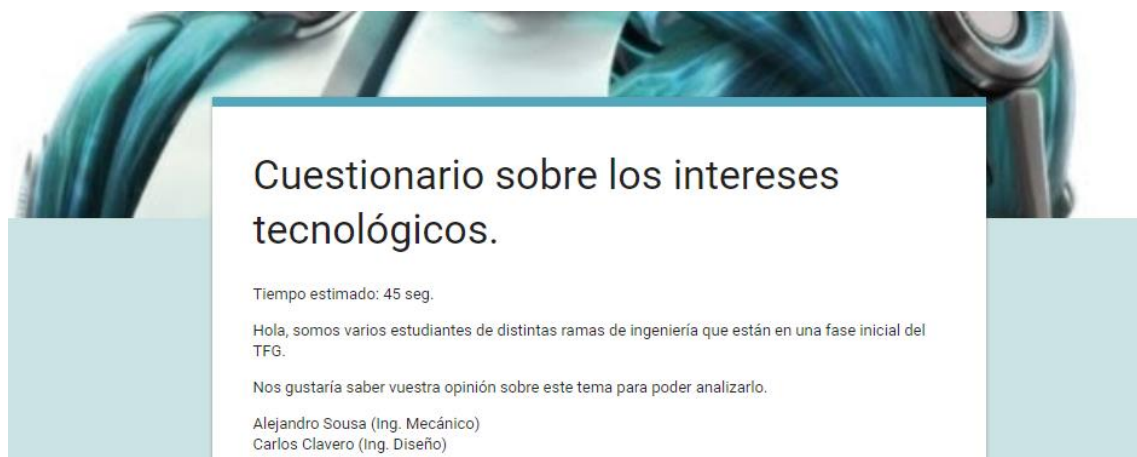 Cuestionario sobre los intereses
tecnológicos.
Tiempo estimado: 45 seg.
Hola, somos varios estudiantes de distintas ramas de ingeniería que están en una fase inicial del
TFG.
Nos gustaría saber vuestra opinión sobre este tema para poder analizarlo.
Alejandro Sousa (Ing. Mecánico)
Carlos Clavero (Ing. Diseño)